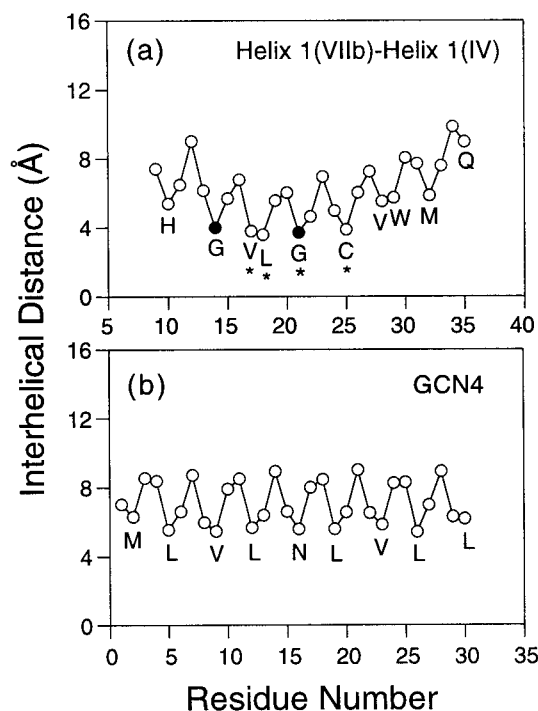 Interhelical Distance (Å)
16
(a) Helix 1(VIIb)-Helix 1(IV)
12
8
Q
H
V W M
4
G V L G C
* * * *
0
5 10 15 20 25 30 35 40
16
(b) GCN4
12
8
M L V L N L V L L
4
0
0 5 10 15 20 25 30 35
Residue Number